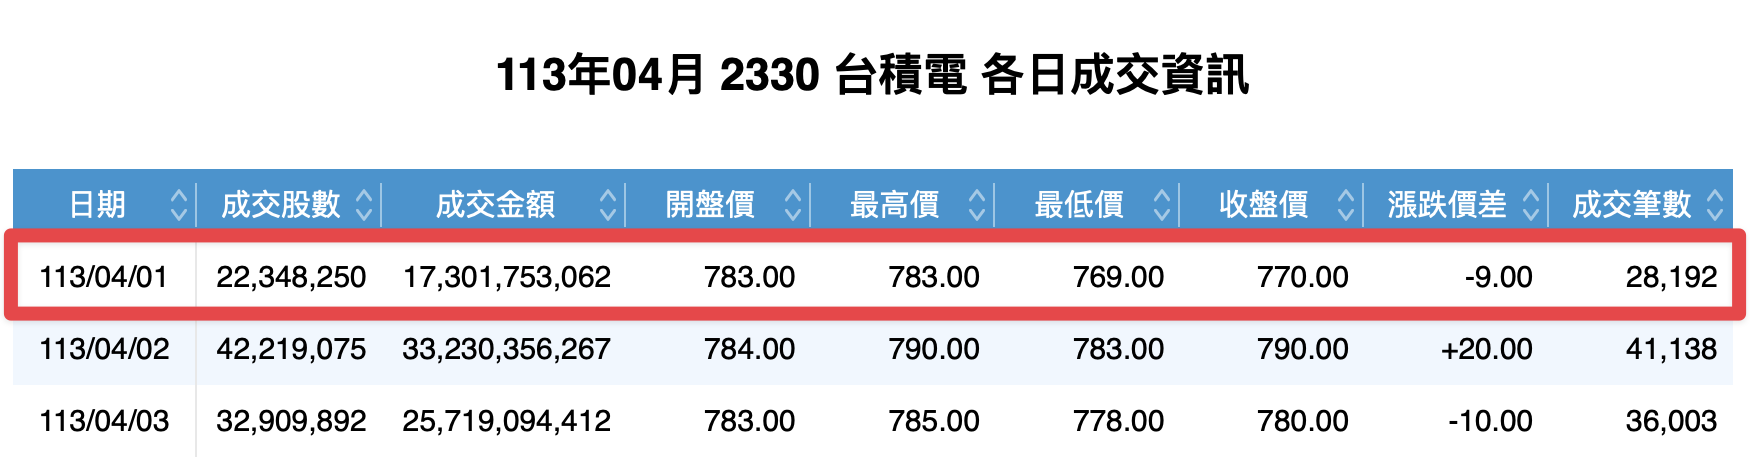 113年04月 2330 台積電 各日成交資訊
日期 成交股數 成交金額 開盤價 最高價 最低價 收盤價 漲跌價差 成交筆數
113/04/01 22,348,250 17,301,753,062 783.00 783.00 769.00 770.00 -9.00 28,192
113/04/02 42,219,075 33,230,356,267 784.00 790.00 783.00 790.00 +20.00 41,138
113/04/03 32,909,892 25,719,094,412 783.00 785.00 778.00 780.00 -10.00 36,003